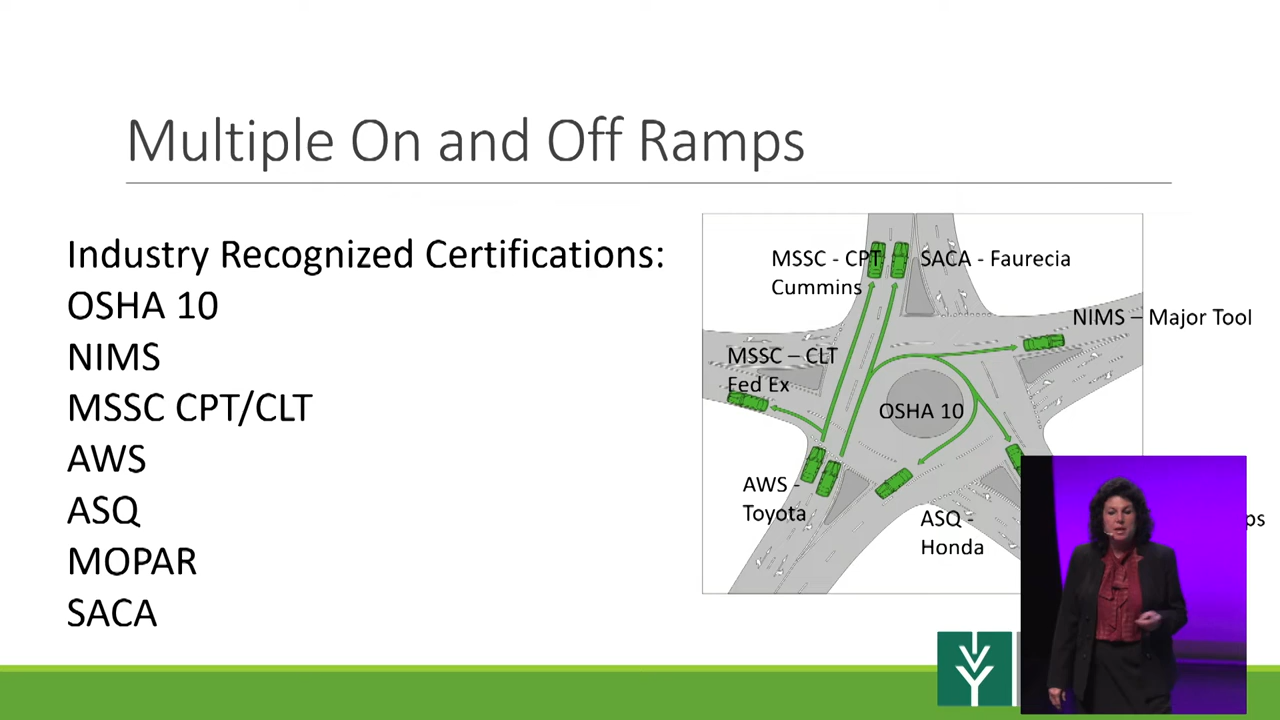 Multiple On and Off Ramps
Industry Recognized Certifications:
OSHA 10
NIMS
MSSC CPT/CLT
AWS
ASQ
MOPAR
SACA
MSSC - CPT
Cummins
SACA - Faurecia
NIMS – Major Tool
MSSC – CLT
Fed Ex
OSHA 10
AWS -
Toyota
ASQ -
Honda